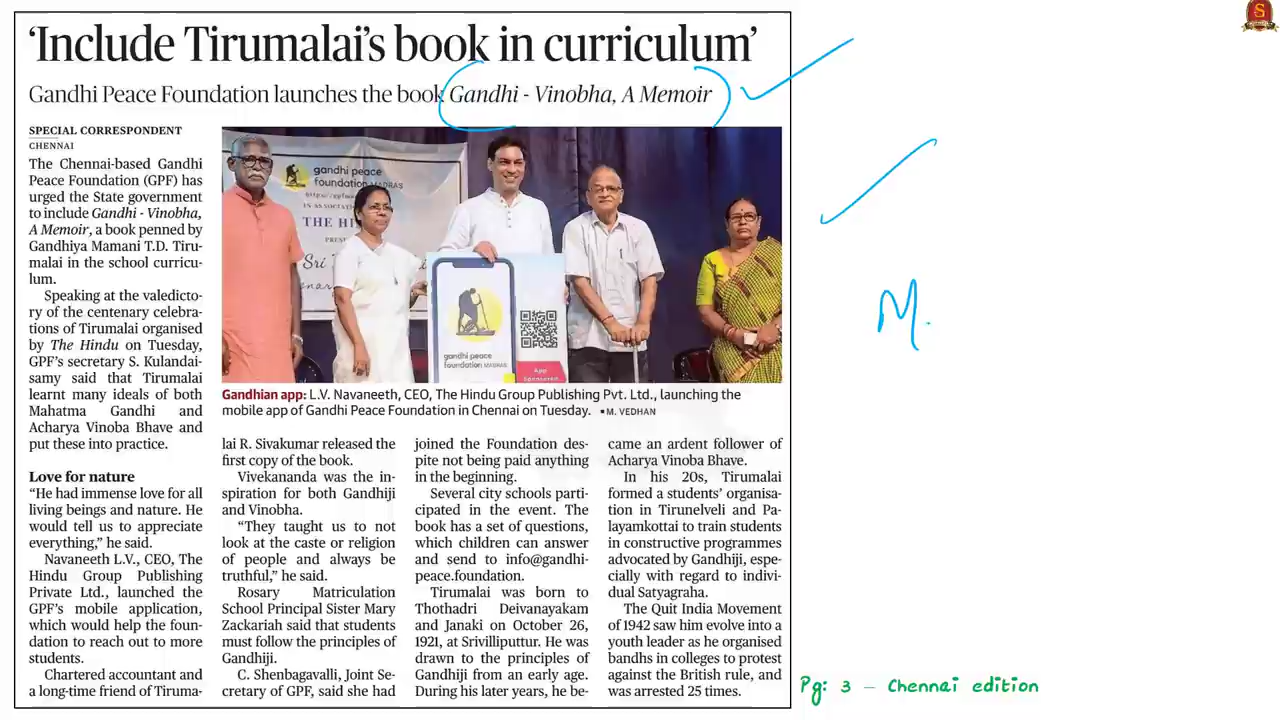 ‘Include Tirumalai’s book in curriculum’
Gandhi Peace Foundation launches the book Gandhi - Vinobha, A Memoir
SPECIAL CORRESPONDENT
CHENNAI
The Chennai-based Gandhi
Peace Foundation (GPF) has
urged the State government
to include Gandhi - Vinobha,
A Memoir, a book penned by
Gandhiya Mamani T.D. Tiru-
malai in the school curricu-
lum.
Speaking at the valedicto-
ry of the centenary celebra-
tions of Tirumalai organised
by The Hindu on Tuesday,
GPF’s secretary S. Kulandai-
samy said that Tirumalai
learnt many ideals of both
Mahatma Gandhi and
Acharya Vinoba Bhave and
put these into practice.
Love for nature
“He had immense love for all
living beings and nature. He
would tell us to appreciate
everything,” he said.
Navaneeth L.V., CEO, The
Hindu Group Publishing
Private Ltd., launched the
GPF’s mobile application,
which would help the foun-
dation to reach out to more
students.
Chartered accountant and
a long-time friend of Tiruma-
gandhi peace
foundation MADRAS
IN ASSOCIAT
THE HI
PRES
Sri
gandhi peace
foundation MADRAS
App
Sponsored
Gandhian app: L.V. Navaneeth, CEO, The Hindu Group Publishing Pvt. Ltd., launching the
mobile app of Gandhi Peace Foundation in Chennai on Tuesday. ▪ M. VEDHAN
lai R. Sivakumar released the
first copy of the book.
Vivekananda was the in-
spiration for both Gandhiji
and Vinobha.
“They taught us to not
look at the caste or religion
of people and always be
truthful,” he said.
Rosary Matriculation
School Principal Sister Mary
Zackariah said that students
must follow the principles of
Gandhiji.
C. Shenbagavalli, Joint Se-
cretary of GPF, said she had
joined the Foundation des-
pite not being paid anything
in the beginning.
Several city schools parti-
cipated in the event. The
book has a set of questions,
which children can answer
and send to info@gandhi-
peace.foundation.
Tirumalai was born to
Thothadri Deivanayakam
and Janaki on October 26,
1921, at Srivilliputtur. He was
drawn to the principles of
Gandhiji from an early age.
During his later years, he be-
came an ardent follower of
Acharya Vinoba Bhave.
In his 20s, Tirumalai
formed a students’ organisa-
tion in Tirunelveli and Pa-
layamkottai to train students
in constructive programmes
advocated by Gandhiji, espe-
cially with regard to indivi-
dual Satyagraha.
The Quit India Movement
of 1942 saw him evolve into a
youth leader as he organised
bandhs in colleges to protest
against the British rule, and
was arrested 25 times.
M.
Pg: 3 – Chennai edition